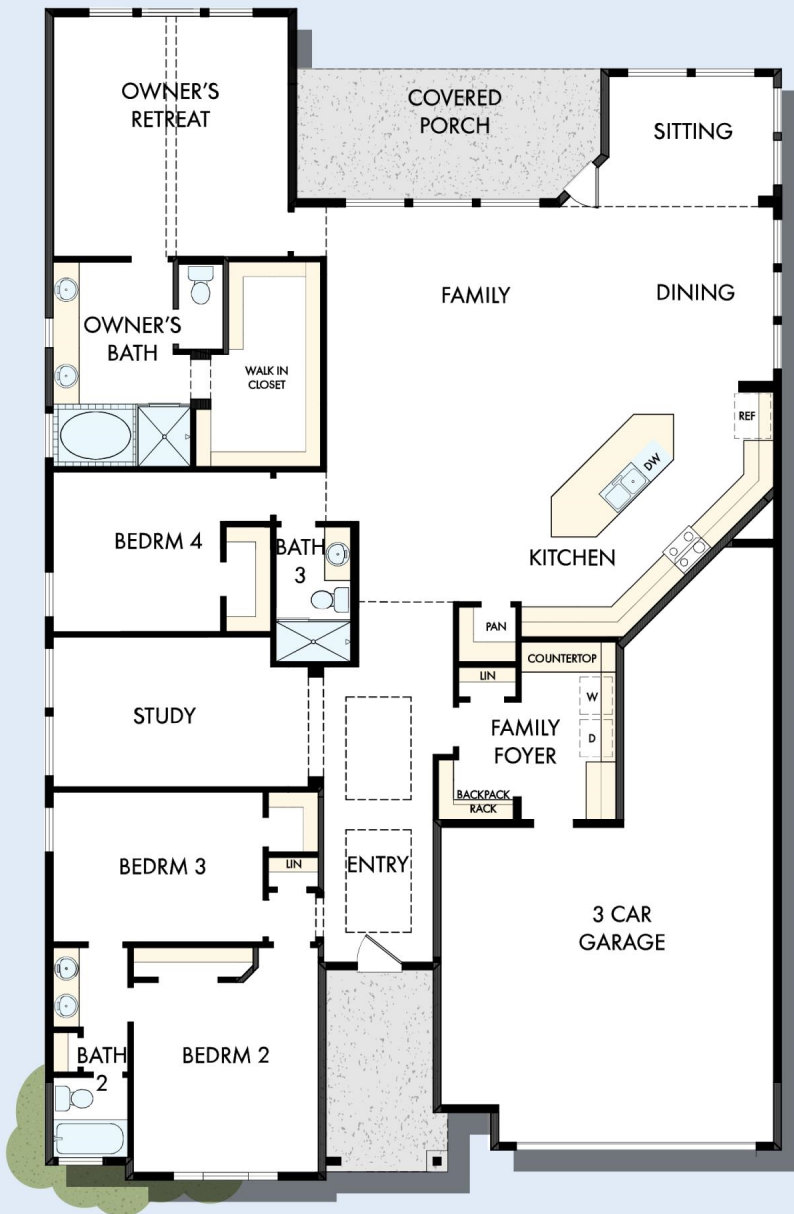 OWNER'S
RETREAT
COVERED
PORCH
SITTING
FAMILY
DINING
OWNER'S
BATH
WALK IN
CLOSET
REF
DW
BEDRM 4
BATH
3
KITCHEN
PAN
COUNTERTOP
LIN
W
STUDY
FAMILY
FOYER
D
BACKPACK
RACK
BEDRM 3
LIN
ENTRY
3 CAR
GARAGE
BATH
2
BEDRM 2